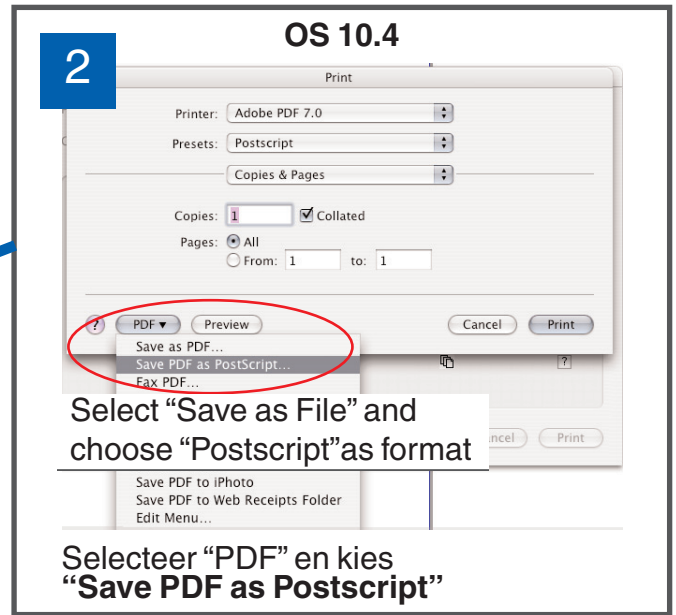 OS 10.4
2
Print
Printer: Adobe PDF 7.0
Presets: Postscript
Copies & Pages
Copies: 1 Collated
Pages: All
From: 1 to: 1
? PDF Preview Cancel Print
Save as PDF...
Save PDF as PostScript...
?
Fax PDF...
Select “Save as File” and
choose “Postscript”as format
ncel Print
Save PDF to iPhoto
Save PDF to Web Receipts Folder
Edit Menu...
Selecteer “PDF” en kies
“Save PDF as Postscript”